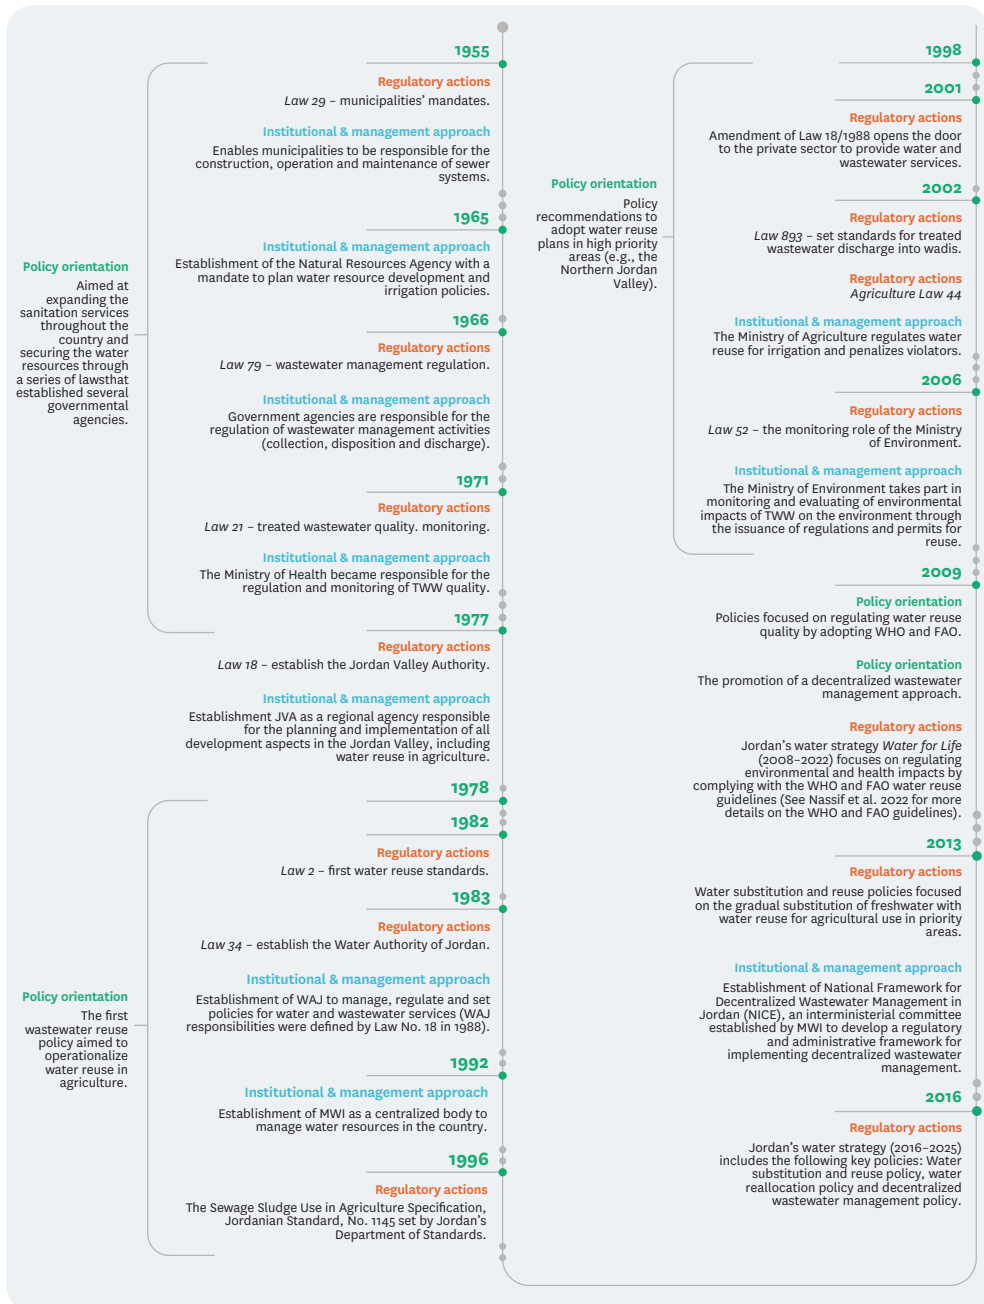 Policy orientation
Aimed at
expanding the
sanitation services
throughout the
country and
securing the water
resources through
a series of lawsthat
established several
governmental
agencies.
1955
Regulatory actions
Law 29 – municipalities' mandates.
Institutional & management approach
Enables municipalities to be responsible for the
construction, operation and maintenance of sewer
systems.
1965
Institutional & management approach
Establishment of the Natural Resources Agency with a
mandate to plan water resource development and
irrigation policies.
1966
Regulatory actions
Law 79 – wastewater management regulation.
Institutional & management approach
Government agencies are responsible for the
regulation of wastewater management activities
(collection, disposition and discharge).
1971
Regulatory actions
Law 21 – treated wastewater quality. monitoring.
Institutional & management approach
The Ministry of Health became responsible for the
regulation and monitoring of TWW quality.
1977
Regulatory actions
Law 18 – establish the Jordan Valley Authority.
Institutional & management approach
Establishment JVA as a regional agency responsible
for the planning and implementation of all
development aspects in the Jordan Valley, including
water reuse in agriculture.
Policy orientation
The first
wastewater reuse
policy aimed to
operationalize
water reuse in
agriculture.
1978
1982
Regulatory actions
Law 2 – first water reuse standards.
1983
Regulatory actions
Law 34 – establish the Water Authority of Jordan.
Institutional & management approach
Establishment of WAJ to manage, regulate and set
policies for water and wastewater services (WAJ
responsibilities were defined by Law No. 18 in 1988).
1992
Institutional & management approach
Establishment of MWI as a centralized body to
manage water resources in the country.
1996
Regulatory actions
The Sewage Sludge Use in Agriculture Specification,
Jordanian Standard, No. 1145 set by Jordan's
Department of Standards.
Policy orientation
Policy
recommendations to
adopt water reuse
plans in high priority
areas (e.g., the
Northern Jordan
Valley).
1998
2001
Regulatory actions
Amendment of Law 18/1988 opens the door
to the private sector to provide water and
wastewater services.
2002
Regulatory actions
Law 893 – set standards for treated
wastewater discharge into wadis.
Regulatory actions
Agriculture Law 44
Institutional & management approach
The Ministry of Agriculture regulates water
reuse for irrigation and penalizes violators.
2006
Regulatory actions
Law 52 – the monitoring role of the Ministry
of Environment.
Institutional & management approach
The Ministry of Environment takes part in
monitoring and evaluating of environmental
impacts of TWW on the environment through
the issuance of regulations and permits for
reuse.
2009
Policy orientation
Policies focused on regulating water reuse
quality by adopting WHO and FAO.
Policy orientation
The promotion of a decentralized wastewater
management approach.
Regulatory actions
Jordan's water strategy Water for Life
(2008–2022) focuses on regulating
environmental and health impacts by
complying with the WHO and FAO water reuse
guidelines (See Nassif et al. 2022 for more
details on the WHO and FAO guidelines).
2013
Regulatory actions
Water substitution and reuse policies focused
on the gradual substitution of freshwater with
water reuse for agricultural use in priority
areas.
Institutional & management approach
Establishment of National Framework for
Decentralized Wastewater Management in
Jordan (NICE), an interministerial committee
established by MWI to develop a regulatory
and administrative framework for
implementing decentralized wastewater
management.
2016
Regulatory actions
Jordan's water strategy (2016–2025)
includes the following key policies: Water
substitution and reuse policy, water
reallocation policy and decentralized
wastewater management policy.